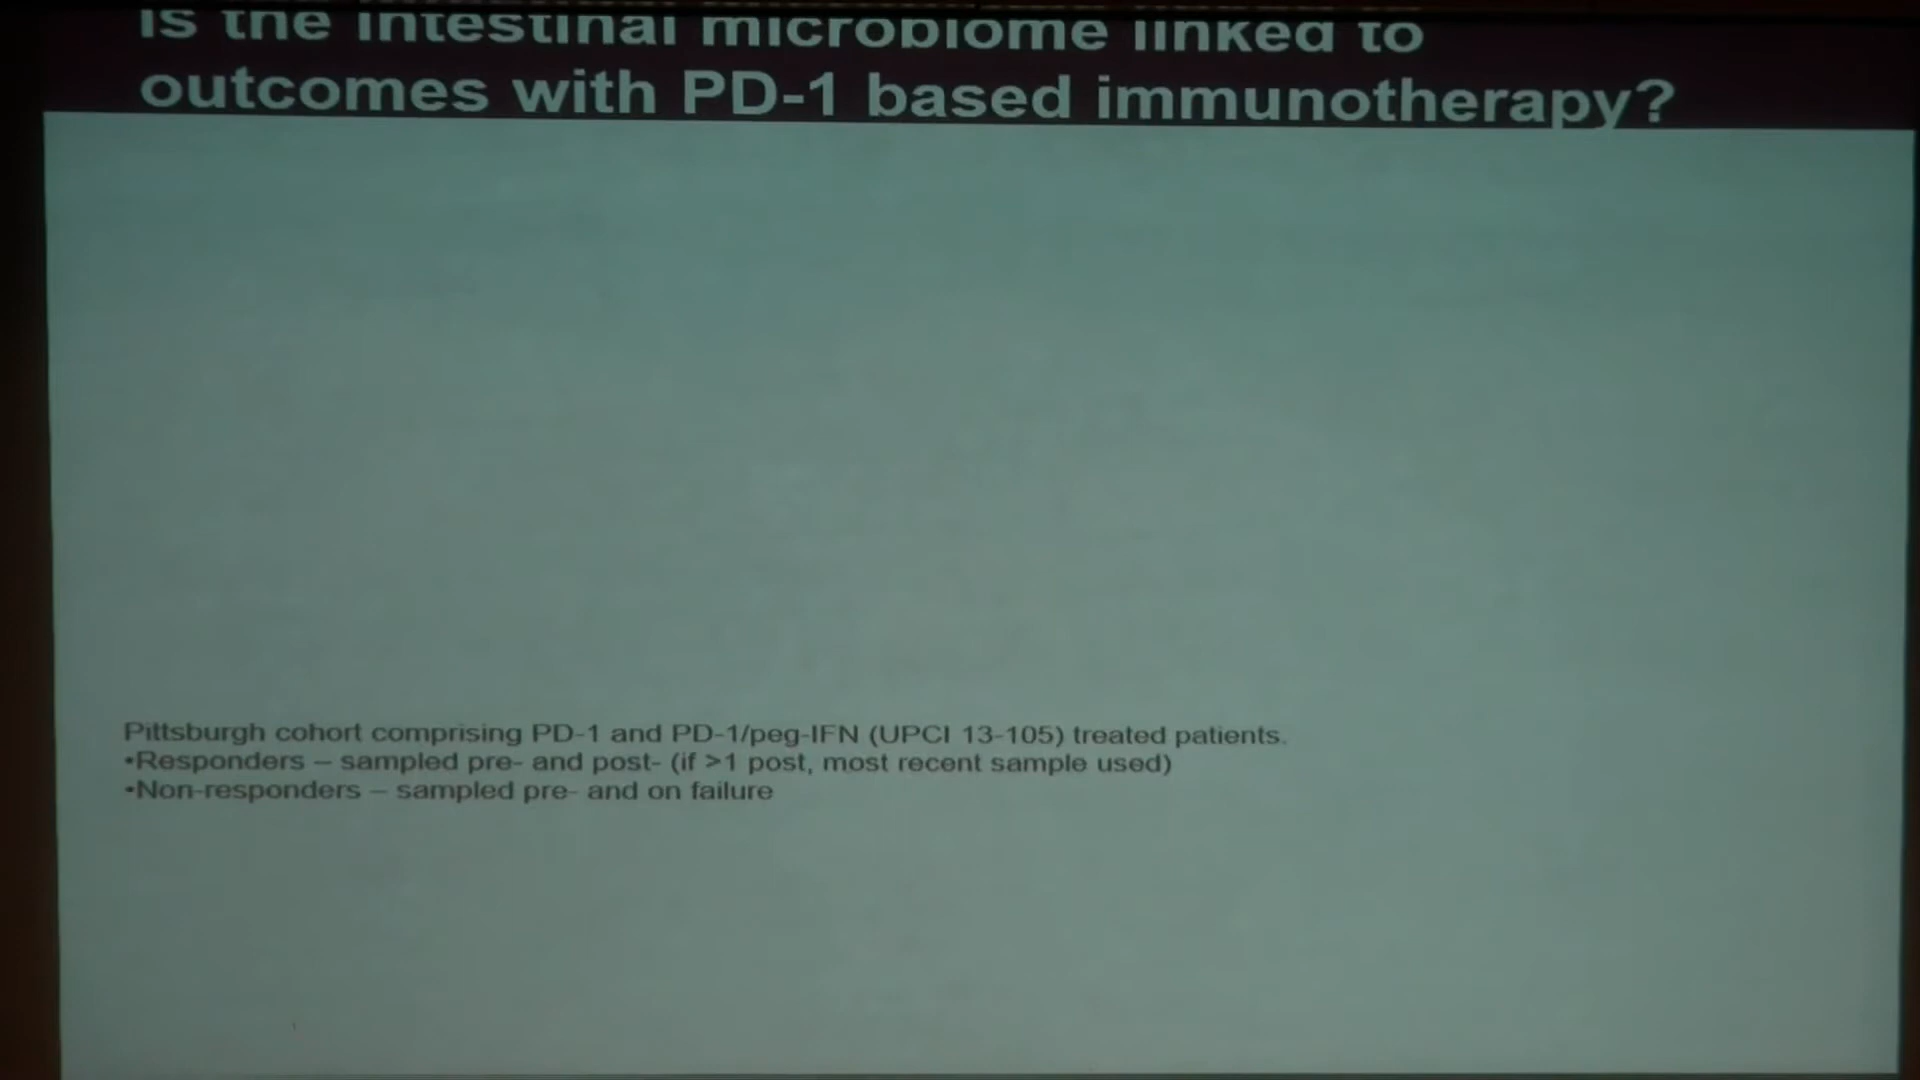 Is the intestinal microbiome linked to
outcomes with PD-1 based immunotherapy?
Pittsburgh cohort comprising PD-1 and PD-1/peg-IFN (UPCI 13-105) treated patients.
•Responders – sampled pre- and post- (if >1 post, most recent sample used)
•Non-responders – sampled pre- and on failure